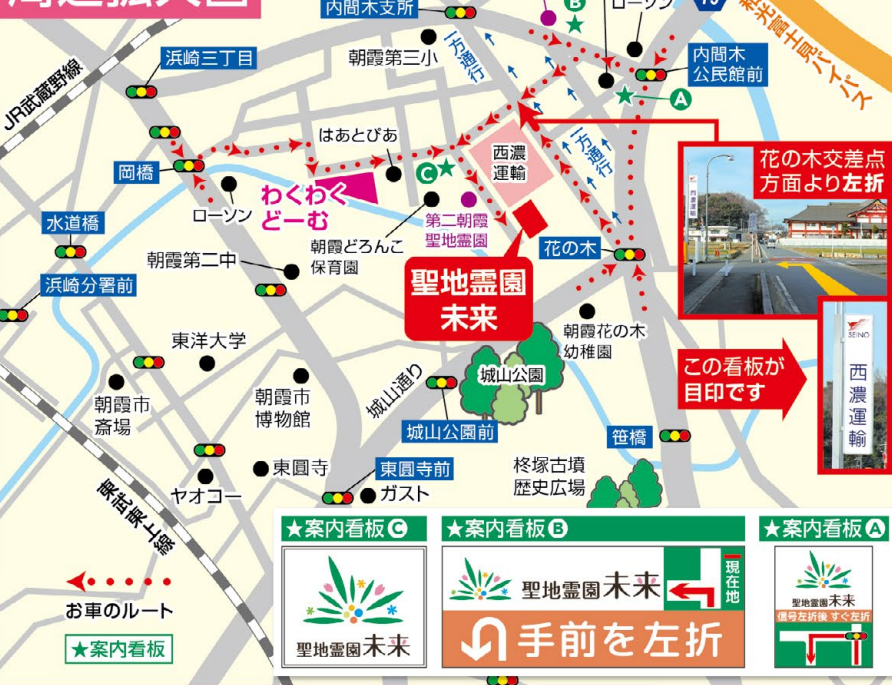 周辺拡大図
内間木支所
B
ローソン
朝霞第三小
一方通行
浜崎三丁目
内間木
公民館前
新光富士見バイパス
JR武蔵野線
A
はあとぴあ
西濃
運輸
一方通行
花の木交差点
方面より左折
岡橋
C
わくわく
どーむ
ローソン
第二朝霞
聖地霊園
水道橋
朝霞どろんこ
保育園
花の木
朝霞第二中
聖地霊園
未来
浜崎分署前
SEINO
西濃運輸
朝霞花の木
幼稚園
東洋大学
この看板が
目印です
城山公園
朝霞市
斎場
朝霞市
博物館
城山通り
城山公園前
笹橋
東圓寺
東圓寺前
柊塚古墳
歴史広場
ヤオコー
ガスト
東武東上線
★案内看板C
★案内看板B
★案内看板A
お車のルート
★案内看板
聖地霊園未来
聖地霊園未来
現在地
手前を左折
聖地霊園未来
信号左折後 すぐ左折